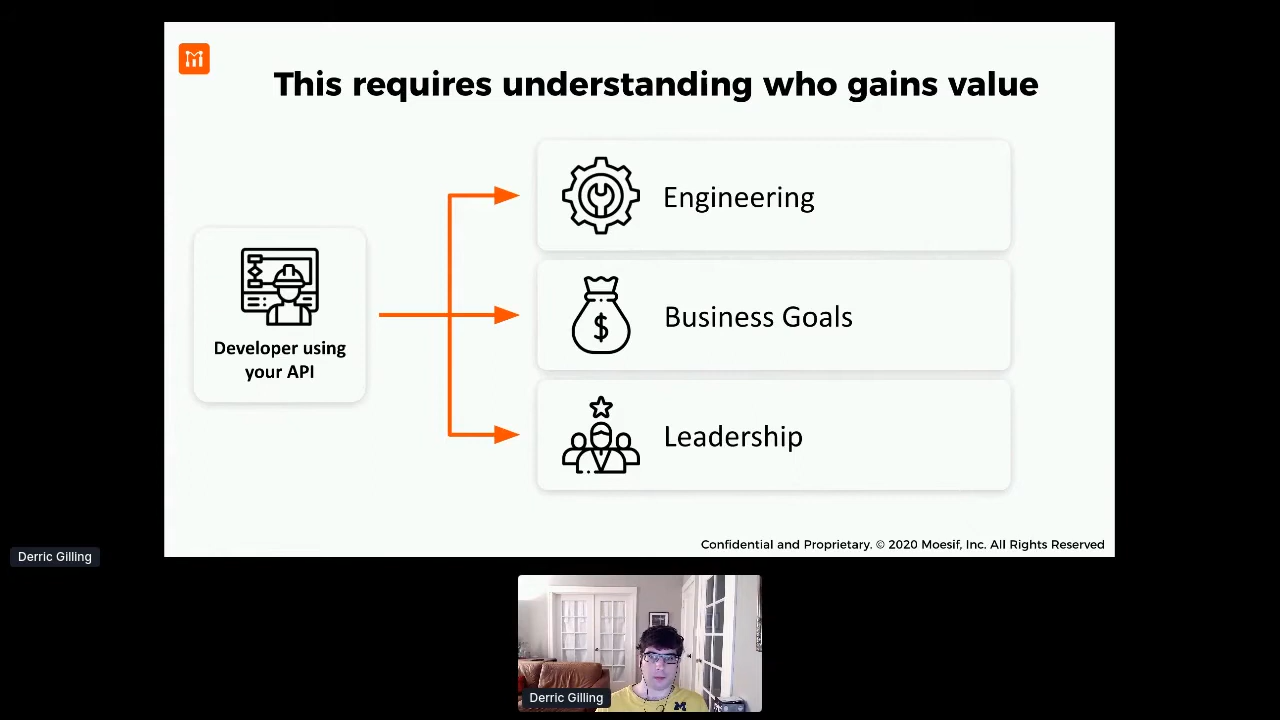 This requires understanding who gains value
Engineering
Developer using
your API
Business Goals
Leadership
Confidential and Proprietary. © 2020 Moesif, Inc. All Rights Reserved
Derric Gilling
Derric Gilling